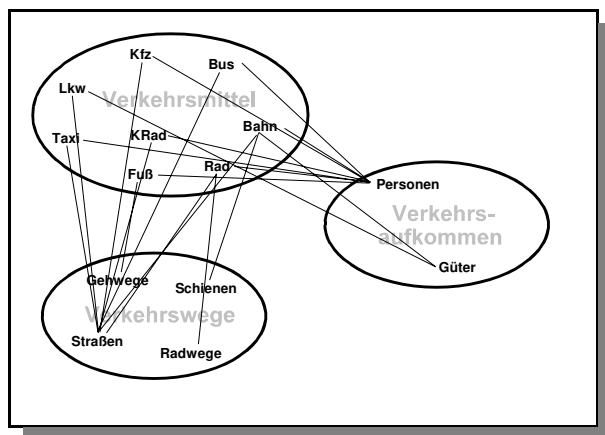 Kfz
Bus
Lkw
Verkehrsmittel
Taxi
KRad
Bahn
Rad
Fuß
Personen
Verkehrs-
aufkommen
Güter
Gehwege
Schienen
Verkehrswege
Straßen
Radwege